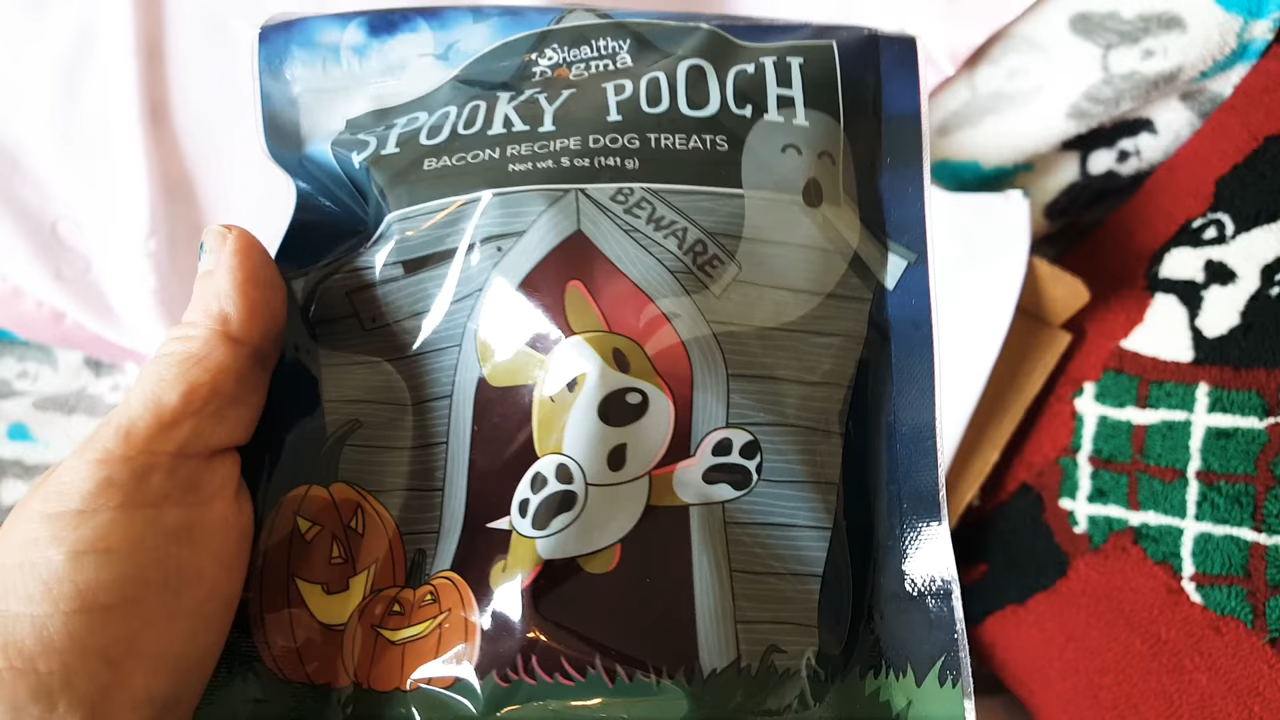 Healthy
Dogma
SPOOKY POOCH
BACON RECIPE DOG TREATS
Net wt. 5 oz (141 g)
BEWARE